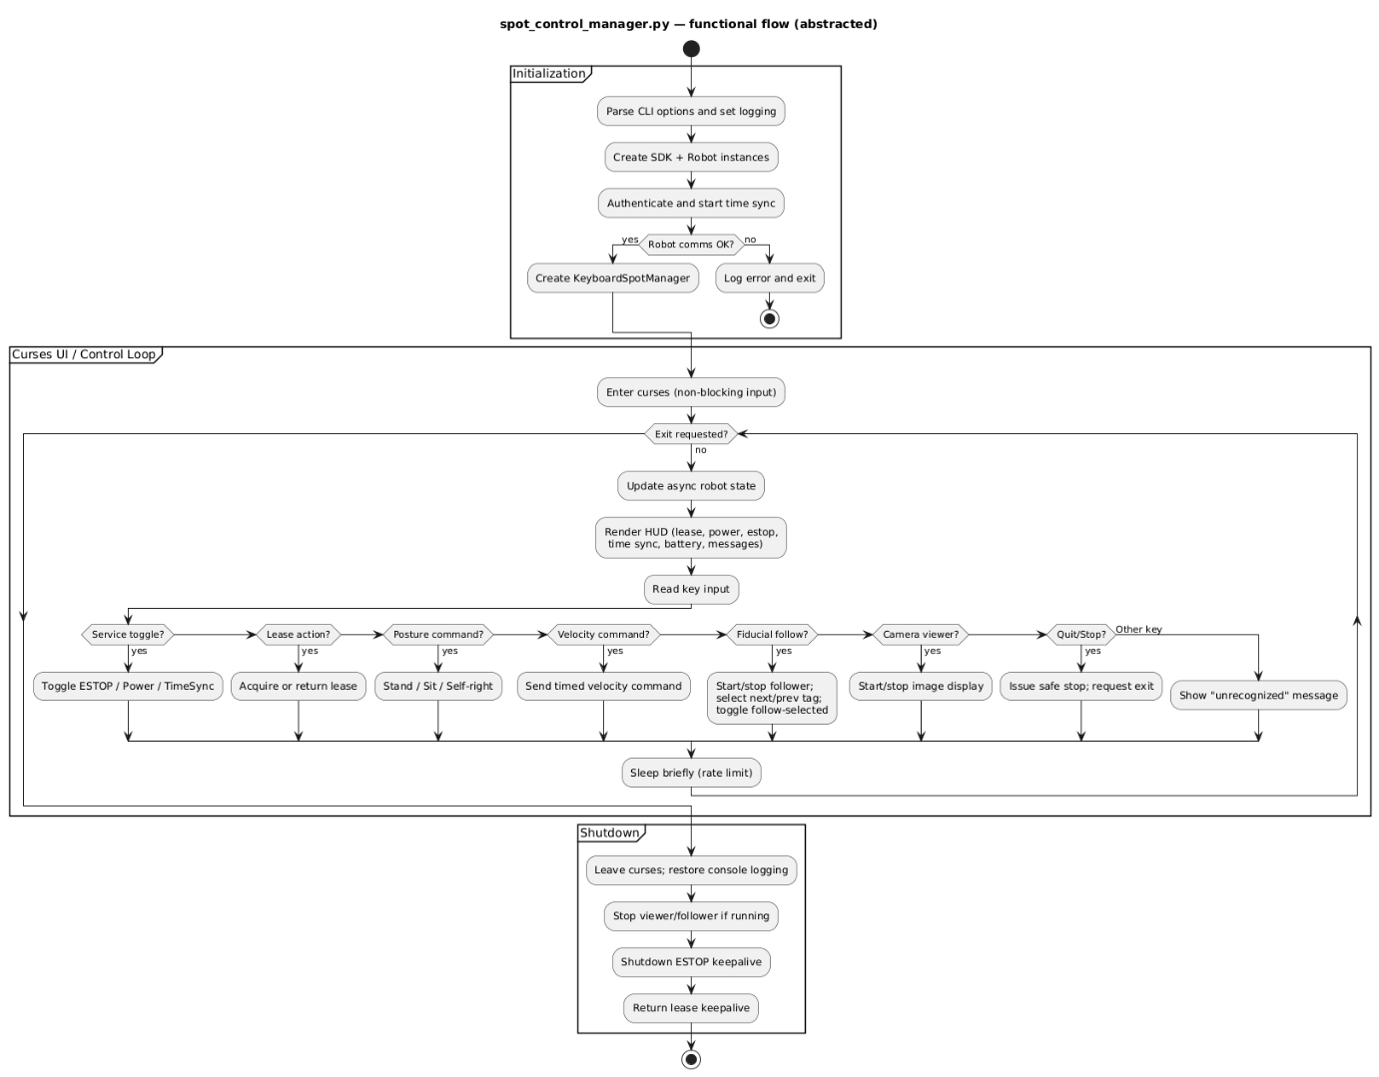 spot_control_manager.py — functional flow (abstracted)
Initialization
Parse CLI options and set logging
Create SDK + Robot instances
Authenticate and start time sync
yes
Robot comms OK?
no
Create KeyboardSpotManager
Log error and exit
Curses UI / Control Loop
Enter curses (non-blocking input)
Exit requested?
no
Update async robot state
Render HUD (lease, power, estop,
time sync, battery, messages)
Read key input
Service toggle?
Lease action?
Posture command?
Velocity command?
Fiducial follow?
Camera viewer?
Quit/Stop?
Other key
yes
yes
yes
yes
yes
yes
yes
Toggle ESTOP / Power / TimeSync
Acquire or return lease
Stand / Sit / Self-right
Send timed velocity command
Start/stop follower;
select next/prev tag;
toggle follow-selected
Start/stop image display
Issue safe stop; request exit
Show "unrecognized" message
Sleep briefly (rate limit)
Shutdown
Leave curses; restore console logging
Stop viewer/follower if running
Shutdown ESTOP keepalive
Return lease keepalive